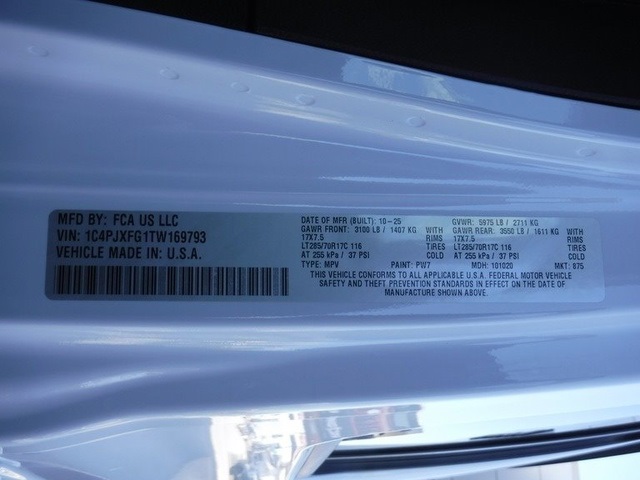 MFD BY: FCA US LLC
VIN: 1C4PJXFG1TW169793
VEHICLE MADE IN: U.S.A.
DATE OF MFR (BUILT): 10-25 GVWR: 5975 LB / 2711 KG
GAWR FRONT: 3100 LB / 1407 KG WITH GAWR REAR: 3550 LB / 1611 KG WITH
17X7.5 RIMS 17X7.5 RIMS
LT285/70R17C 116 TIRES LT285/70R17C 116 TIRES
AT 255 kPa / 37 PSI COLD AT 255 kPa / 37 PSI COLD
TYPE: MPV PAINT: PW7 MDH: 101020 MKT: 875
THIS VEHICLE CONFORMS TO ALL APPLICABLE U.S.A. FEDERAL MOTOR VEHICLE
SAFETY AND THEFT PREVENTION STANDARDS IN EFFECT ON THE DATE OF
MANUFACTURE SHOWN ABOVE.